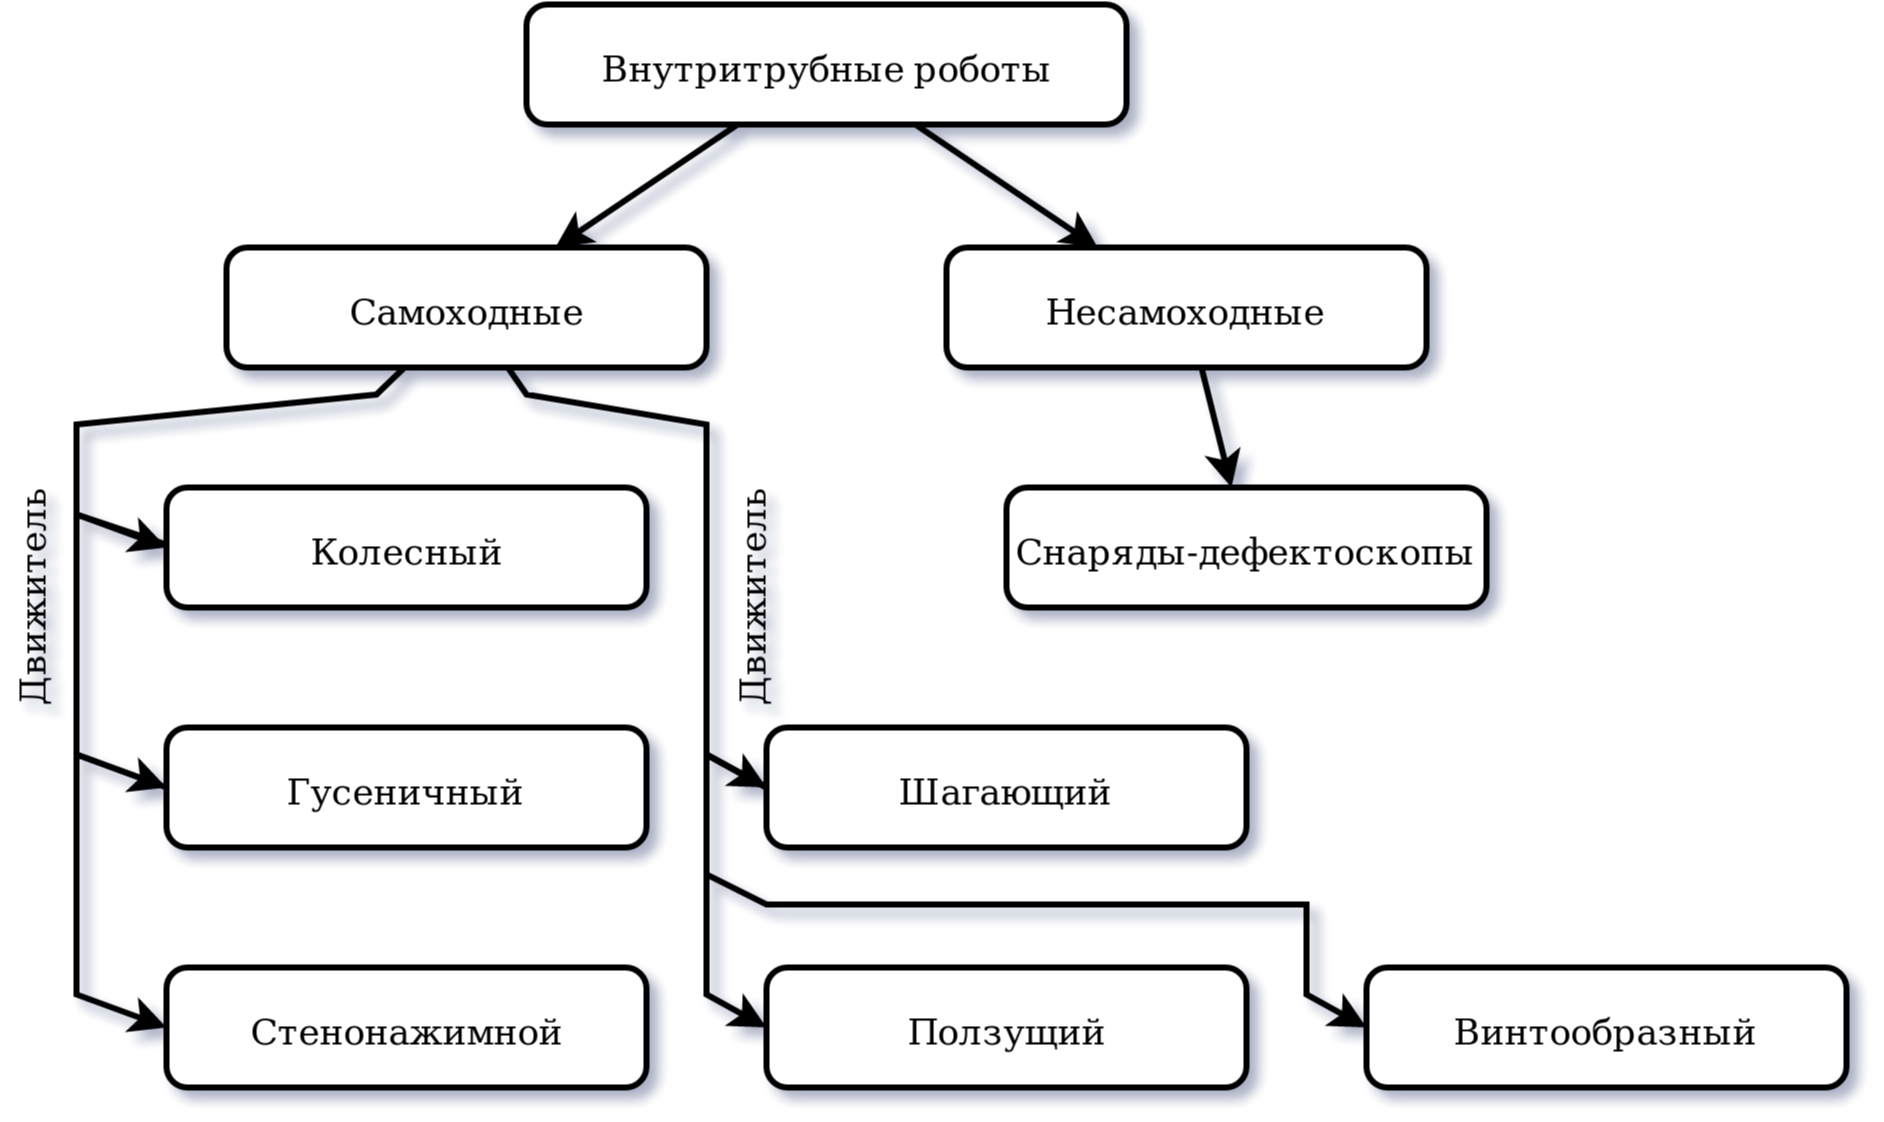 Внутритрубные роботы
Самоходные
Несамоходные
Движитель
Колесный
Движитель
Снаряды-дефектоскопы
Гусеничный
Шагающий
Стенонажимной
Ползущий
Винтообразный